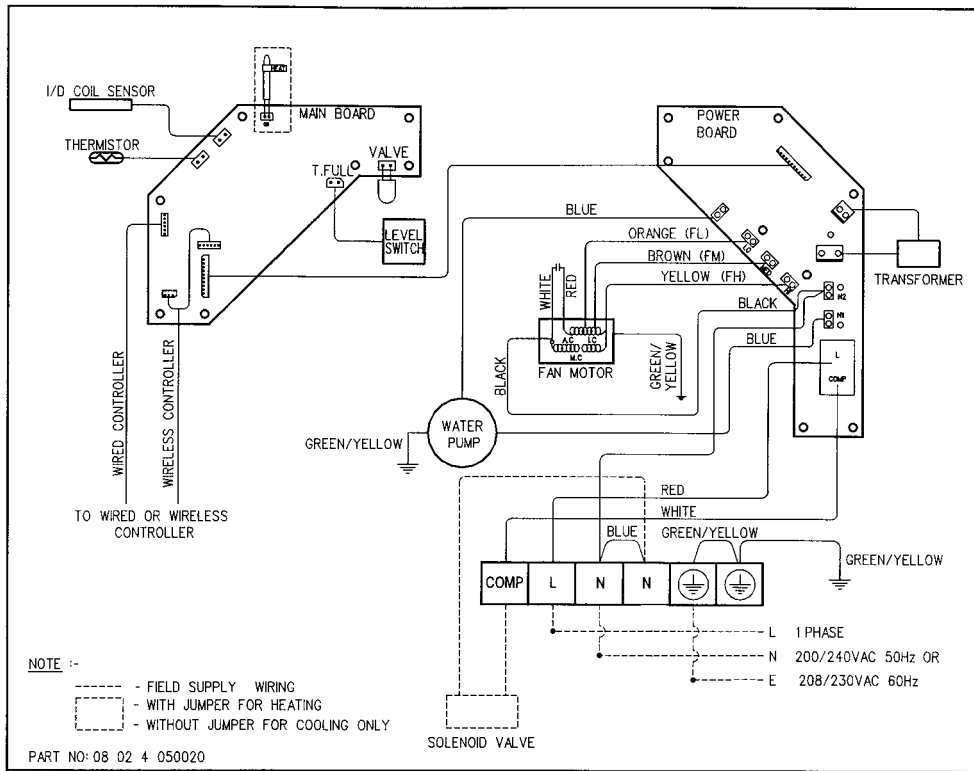 HEAT
I/D COIL SENSOR
MAIN BOARD
POWER
BOARD
THERMISTOR
VALVE
T.FULL
LEVEL
SWITCH
BLUE
ORANGE (FL)
BROWN (FM)
YELLOW (FH)
BLACK
BLUE
TRANSFORMER
N2
N1
L
COMP
WHITE
RED
A.C
I.C
M.C
FAN MOTOR
BLACK
GREEN/
YELLOW
WATER
PUMP
GREEN/YELLOW
WIRED CONTROLLER
WIRELESS CONTROLLER
TO WIRED OR WIRELESS
CONTROLLER
RED
WHITE
BLUE
GREEN/YELLOW
GREEN/YELLOW
COMP L N N
L 1PHASE
N 200/240VAC 50Hz OR
E 208/230VAC 60Hz
SOLENOID VALVE
NOTE :-
- FIELD SUPPLY WIRING
- WITH JUMPER FOR HEATING
- WITHOUT JUMPER FOR COOLING ONLY
PART NO: 08 02 4 050020